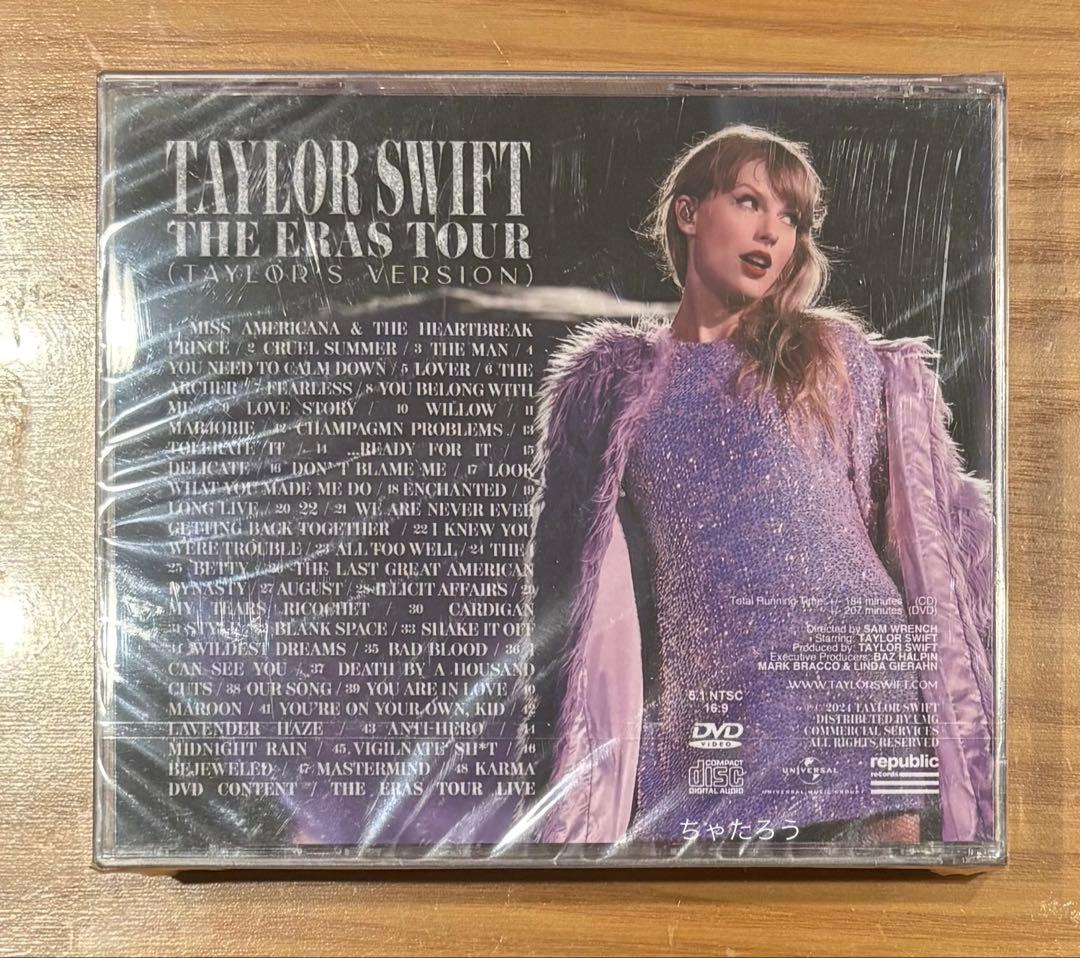 TAYLOR SWIFT
THE ERAS TOUR
(TAYLOR'S VERSION)
MISS AMERICANA & THE HEARTBREAK
PRINCE / 2 CRUEL SUMMER / 3 THE MAN / 4
YOU NEED TO CALM DOWN / 5 LOVER / 6 THE
ARCHER / 7 FEARLESS / 8 YOU BELONG WITH
ME / 9 LOVE STORY / 10 WILLOW / 11
MARJORIE / 12 CHAMPAGMN PROBLEMS / 13
TOLERATE IT / 14 ...READY FOR IT / 15
DELICATE / 16 DON'T BLAME ME / 17 LOOK
WHAT YOU MADE ME DO / 18 ENCHANTED / 19
LONG LIVE / 20 22 / 21 WE ARE NEVER EVER
GETTING BACK TOGETHER / 22 I KNEW YOU
WERE TROUBLE / 23 ALL TOO WELL / 24 THE 1
25 BETTY / 26 THE LAST GREAT AMERICAN
DYNASTY / 27 AUGUST / 28 ILLICIT AFFAIRS / 29
MY TEARS RICOCHET / 30 CARDIGAN
31 STYLE / 32 BLANK SPACE / 33 SHAKE IT OFF
34 WILDEST DREAMS / 35 BAD BLOOD / 36 I
CAN SEE YOU / 37 DEATH BY A HOUSAND
CUTS / 38 OUR SONG / 39 YOU ARE IN LOVE / 40
MAROON / 41 YOU'RE ON YOUR OWN, KID / 42
LAVENDER HAZE / 43 ANTI-HERO / 44
MIDNIGHT RAIN / 45 VIGILNATE SH*T / 46
BEJEWELED / 47 MASTERMIND / 48 KARMA
DVD CONTENT / THE ERAS TOUR LIVE
Total Running Time: +/- 184 minutes (CD)
+/- 207 minutes (DVD)
Directed by SAM WRENCH
• Starring: TAYLOR SWIFT
Produced by: TAYLOR SWIFT
Executive Producers: BAZ HALPIN
MARK BRACCO & LINDA GIERAHN
WWW.TAYLORSWIFT.COM
℗© 2024 TAYLOR SWIFT
DISTRIBUTED BY UMG
COMMERCIAL SERVICES
ALL RIGHTS RESERVED
5.1 NTSC
16:9
DVD
VIDEO
COMPACT
disc
DIGITAL AUDIO
UNIVERSAL
UNIVERSAL MUSIC GROUP
republic
records
ちゃたろう